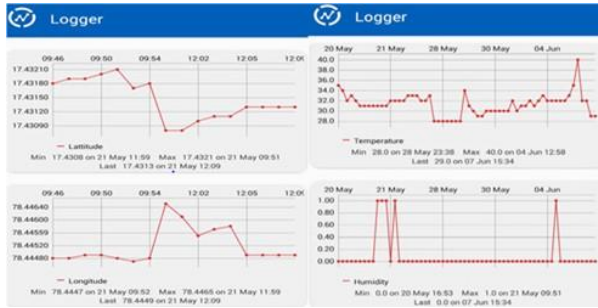 Logger
09:46 09:50 09:54 12:02 12:05 12:0
17.43210
17.43180
17.43150
17.43120
17.43090
Lattitude
Min 17.4308 on 21 May 11:59 Max 17.4321 on 21 May 09:51
Last 17.4313 on 21 May 12:09
09:46 09:50 09:54 12:02 12:05 12:0
78.44640
78.44600
78.44559
78.44520
78.44480
Longitude
Min 78.4447 on 21 May 09:52 Max 78.4465 on 21 May 11:59
Last 78.4449 on 21 May 12:09
Logger
20 May 21 May 28 May 30 May 04 Jun
40.0
38.0
36.0
34.0
32.0
30.0
28.0
Temperature
Min 28.0 on 28 May 23:38 Max 40.0 on 04 Jun 12:58
Last 29.0 on 07 Jun 15:34
20 May 21 May 28 May 30 May 04 Jun
1.00
0.80
0.60
0.40
0.20
0.00
Humidity
Min 0.0 on 20 May 16:53 Max 1.0 on 21 May 09:51
Last 0.0 on 07 Jun 15:34